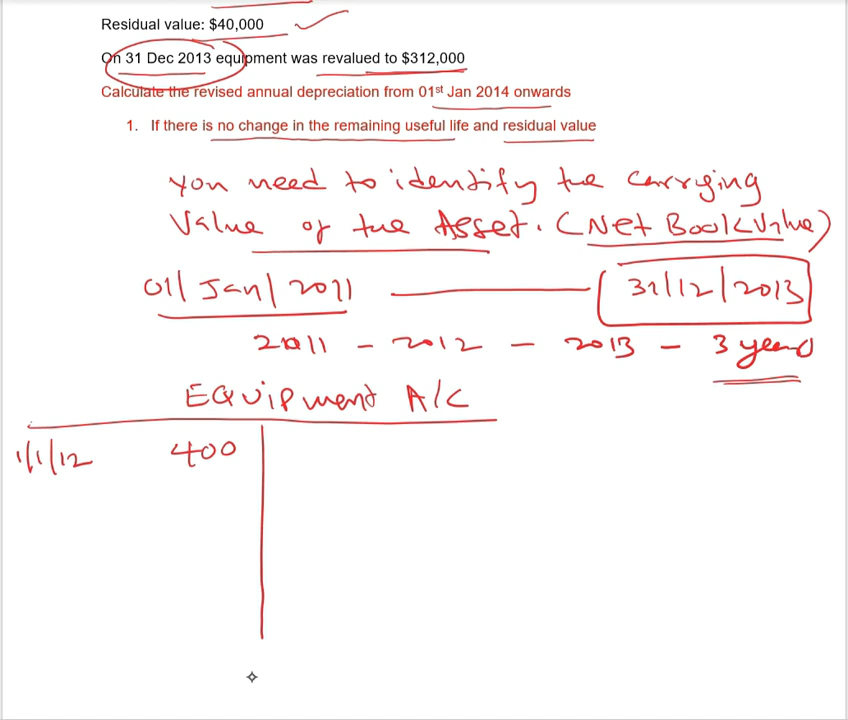 Residual value: $40,000
On 31 Dec 2013 equipment was revalued to $312,000
Calculate the revised annual depreciation from 01st Jan 2014 onwards
1. If there is no change in the remaining useful life and residual value
You need to identify the carrying
Value of the Asset. (Net Book Value)
01/ Jan/ 2011 31/12/2013
2011 - 2012 - 2013 - 3 years
EQuipment A/C
1/1/12 400